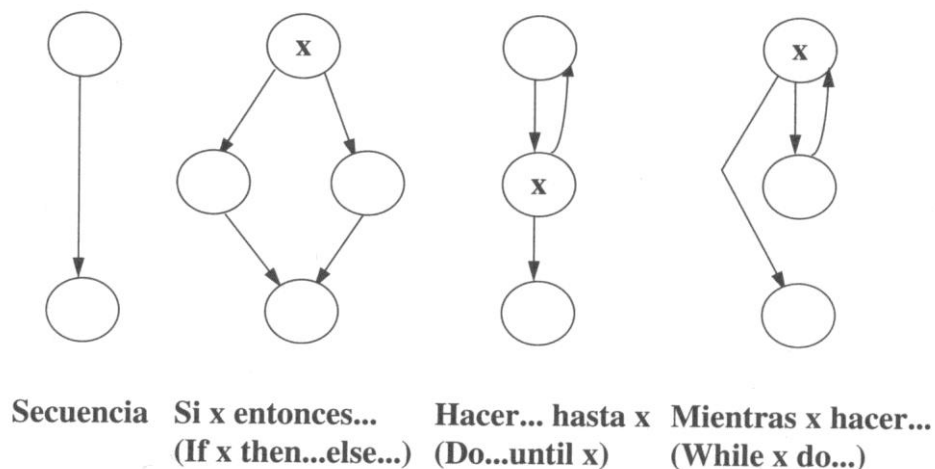 x
x
x
Secuencia
Si x entonces...
(If x then...else...)
Hacer... hasta x
(Do...until x)
Mientras x hacer...
(While x do...)